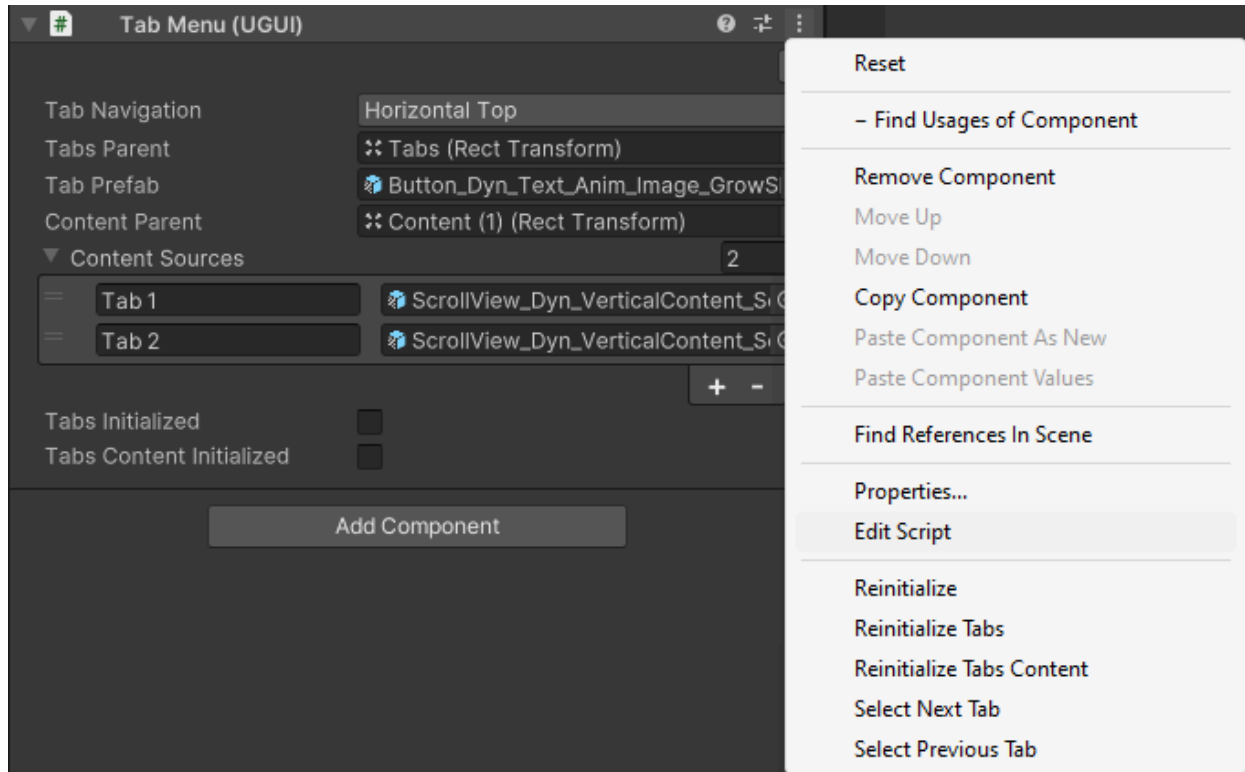 Tab Menu (UGUI)
Tab Navigation
Horizontal Top
Tabs Parent
Tabs (Rect Transform)
Tab Prefab
Button_Dyn_Text_Anim_Image_GrowS
Content Parent
Content (1) (Rect Transform)
Content Sources
2
Tab 1
ScrollView_Dyn_VerticalContent_S
Tab 2
ScrollView_Dyn_VerticalContent_S
+ -
Tabs Initialized
Tabs Content Initialized
Add Component
Reset
– Find Usages of Component
Remove Component
Move Up
Move Down
Copy Component
Paste Component As New
Paste Component Values
Find References In Scene
Properties...
Edit Script
Reinitialize
Reinitialize Tabs
Reinitialize Tabs Content
Select Next Tab
Select Previous Tab